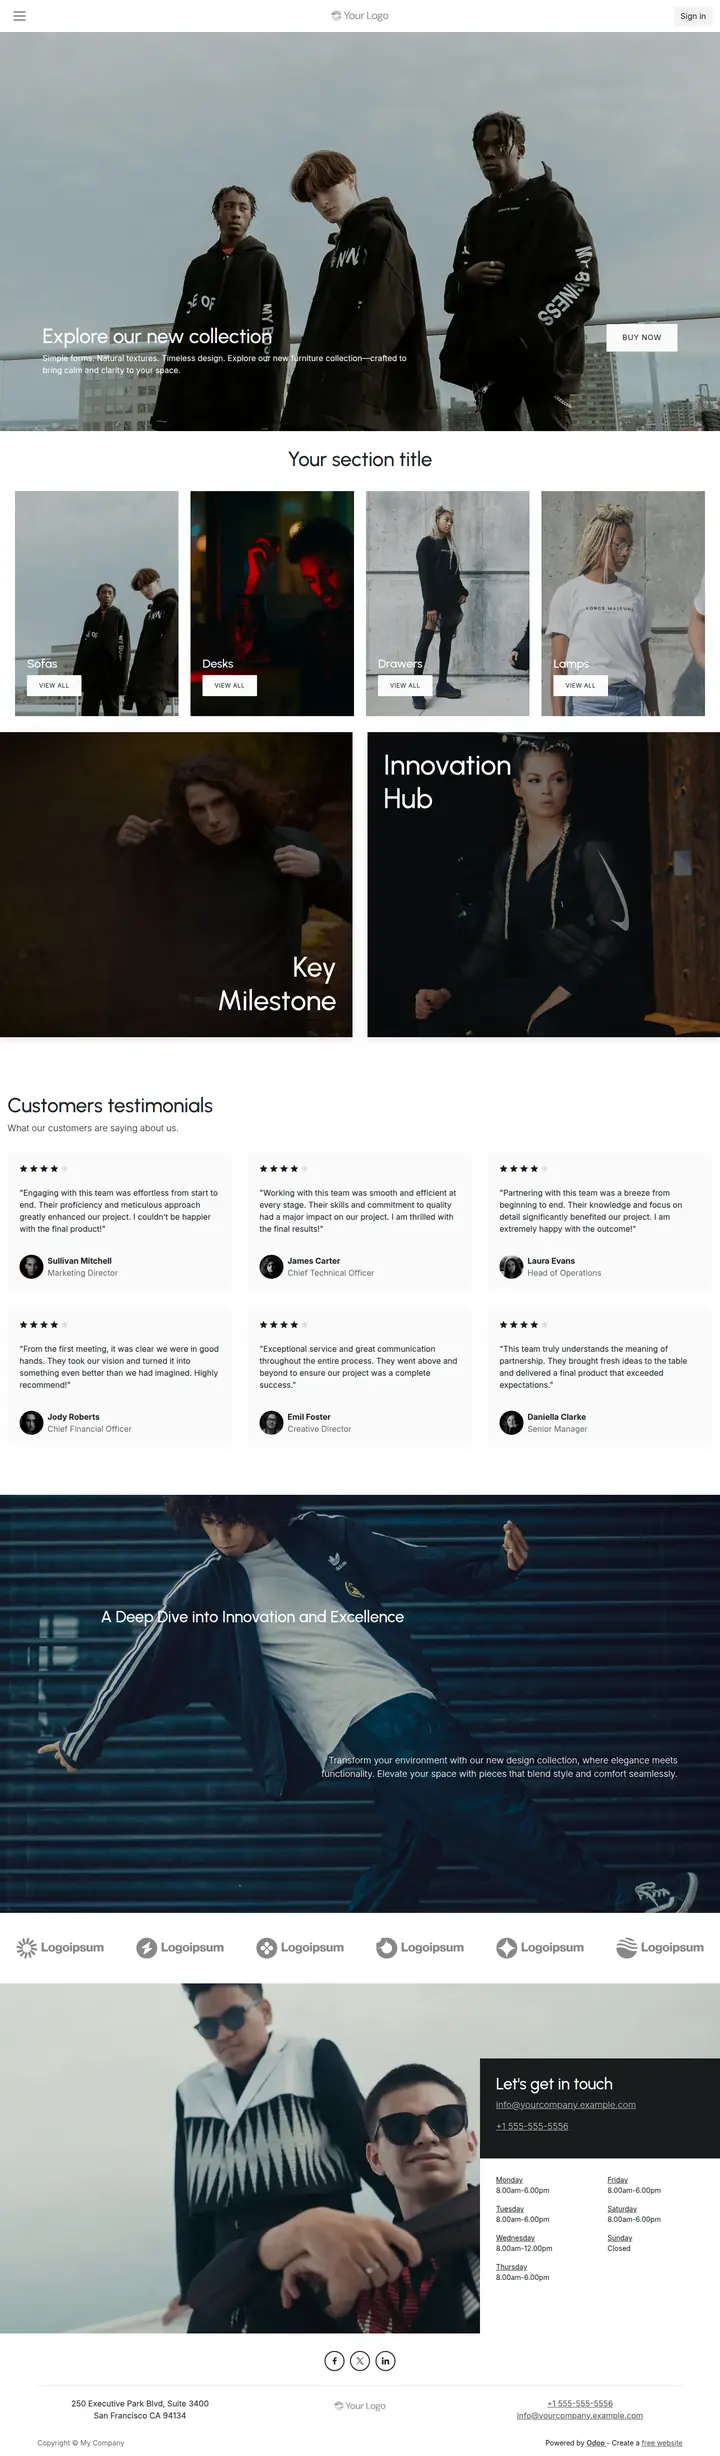 Your Logo
Sign in
Explore our new collection
Simple forms. Natural textures. Timeless design. Explore our new furniture collection—crafted to
bring calm and clarity to your space.
BUY NOW
MY BUSINESS
Your section title
Sofas
VIEW ALL
Desks
VIEW ALL
Drawers
VIEW ALL
Lamps
VIEW ALL
FORCE MAJEURE
Key
Milestone
Innovation
Hub
Customers testimonials
What our customers are saying about us.
"Engaging with this team was effortless from start to
end. Their proficiency and meticulous approach
greatly enhanced our project. I couldn't be happier
with the final product!"
Sullivan Mitchell
Marketing Director
"Working with this team was smooth and efficient at
every stage. Their skills and commitment to quality
had a major impact on our project. I am thrilled with
the final results!"
James Carter
Chief Technical Officer
"Partnering with this team was a breeze from
beginning to end. Their knowledge and focus on
detail significantly benefited our project. I am
extremely happy with the outcome!"
Laura Evans
Head of Operations
"From the first meeting, it was clear we were in good
hands. They took our vision and turned it into
something even better than we had imagined. Highly
recommend!"
Jody Roberts
Chief Financial Officer
"Exceptional service and great communication
throughout the entire process. They went above and
beyond to ensure our project was a complete
success."
Emil Foster
Creative Director
"This team truly understands the meaning of
partnership. They brought fresh ideas to the table
and delivered a final product that exceeded
expectations."
Daniella Clarke
Senior Manager
A Deep Dive into Innovation and Excellence
Transform your environment with our new design collection, where elegance meets
functionality. Elevate your space with pieces that blend style and comfort seamlessly.
Logoipsum
Logoipsum
Logoipsum
Logoipsum
Logoipsum
Logoipsum
Let's get in touch
info@yourcompany.example.com
+1 555-555-5556
Monday
8.00am-6.00pm
Tuesday
8.00am-6.00pm
Wednesday
8.00am-12.00pm
Thursday
8.00am-6.00pm
Friday
8.00am-6.00pm
Saturday
8.00am-6.00pm
Sunday
Closed
250 Executive Park Blvd, Suite 3400
San Francisco CA 94134
Your Logo
+1 555-555-5556
info@yourcompany.example.com
Copyright © My Company
Powered by Odoo - Create a free website